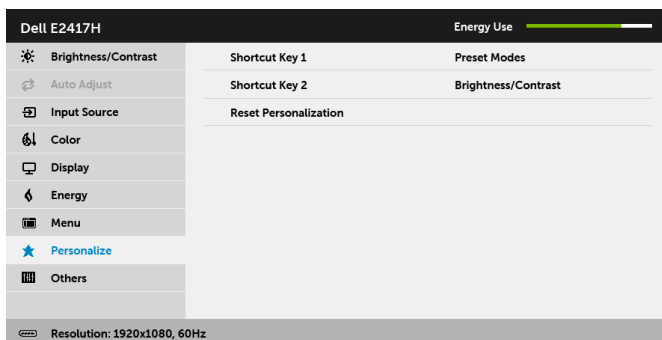 Dell E2417H Energy Use
Brightness/Contrast Shortcut Key 1 Preset Modes
Auto Adjust Shortcut Key 2 Brightness/Contrast
Input Source Reset Personalization
Color
Display
Energy
Menu
Personalize
Others
Resolution: 1920x1080, 60Hz